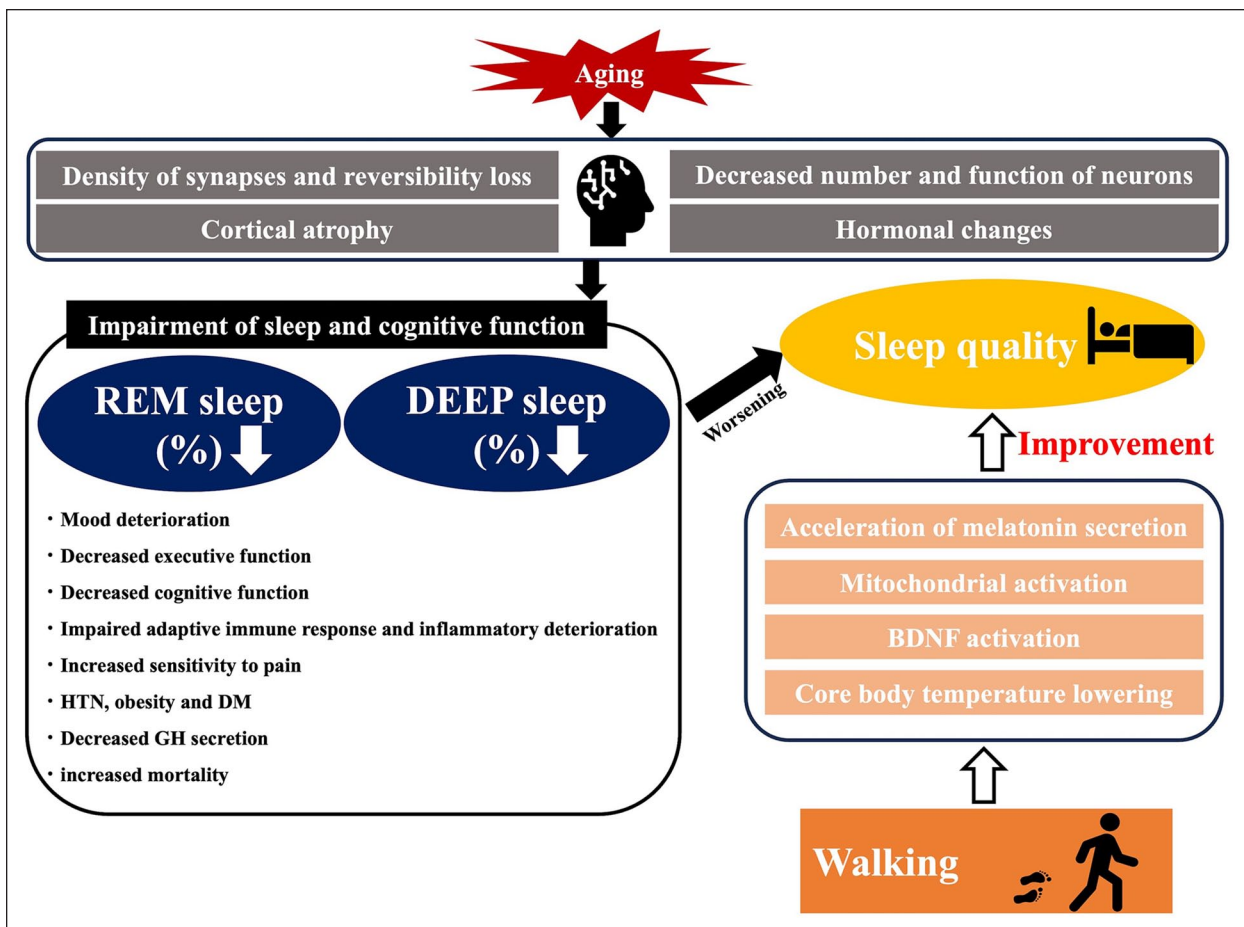 Aging
Density of synapses and reversibility loss
Cortical atrophy
Decreased number and function of neurons
Hormonal changes
Impairment of sleep and cognitive function
REM sleep
(%)
DEEP sleep
(%)
・Mood deterioration
・Decreased executive function
・Decreased cognitive function
・Impaired adaptive immune response and inflammatory deterioration
・Increased sensitivity to pain
・HTN, obesity and DM
・Decreased GH secretion
・increased mortality
Worsening
Sleep quality
Improvement
Acceleration of melatonin secretion
Mitochondrial activation
BDNF activation
Core body temperature lowering
Walking